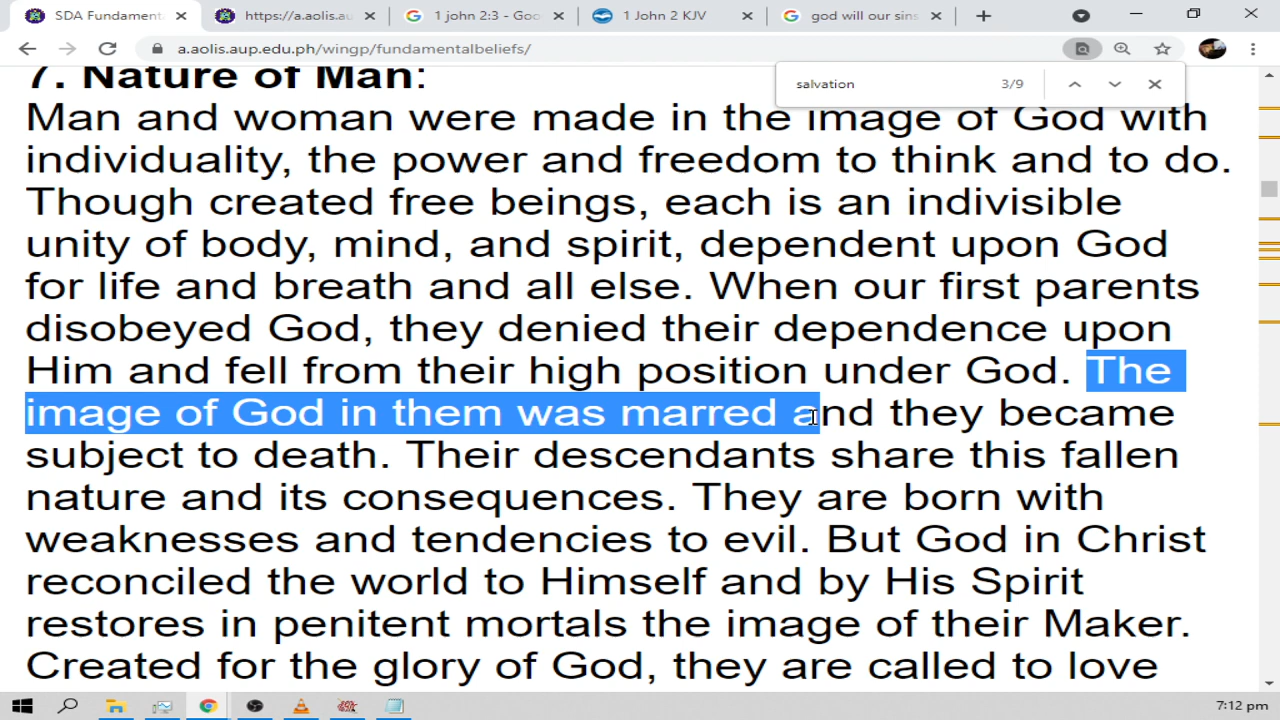 SDA Fundament
https://a.aolis.au
1 john 2:3 - Goo
1 John 2 KJV
god will our sins
a.aolis.aup.edu.ph/wingp/fundamentalbeliefs/
salvation 3/9
7. Nature of Man:
Man and woman were made in the image of God with
individuality, the power and freedom to think and to do.
Though created free beings, each is an indivisible
unity of body, mind, and spirit, dependent upon God
for life and breath and all else. When our first parents
disobeyed God, they denied their dependence upon
Him and fell from their high position under God. The
image of God in them was marred and they became
subject to death. Their descendants share this fallen
nature and its consequences. They are born with
weaknesses and tendencies to evil. But God in Christ
reconciled the world to Himself and by His Spirit
restores in penitent mortals the image of their Maker.
Created for the glory of God, they are called to love
7:12 pm